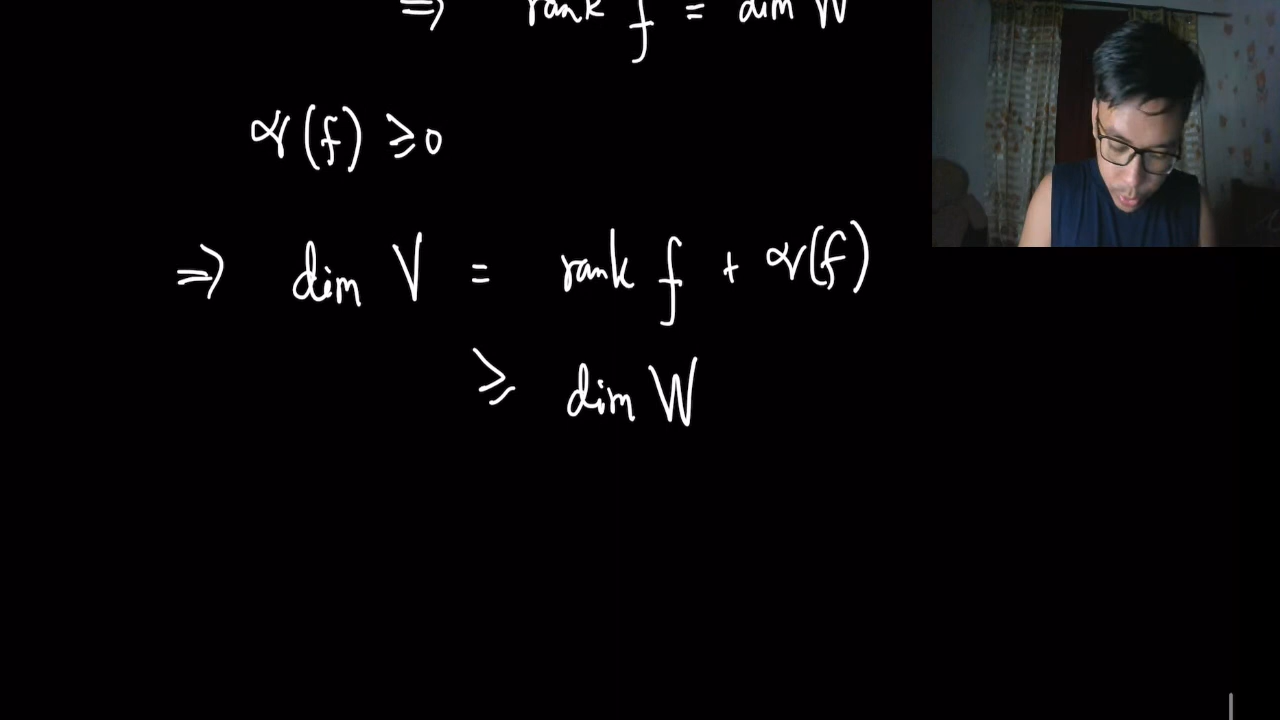 ⇒ rank f = dim W
𝒱(f) ≥ 0
⇒ dim V = rank f + 𝒱(f)
≥ dim W